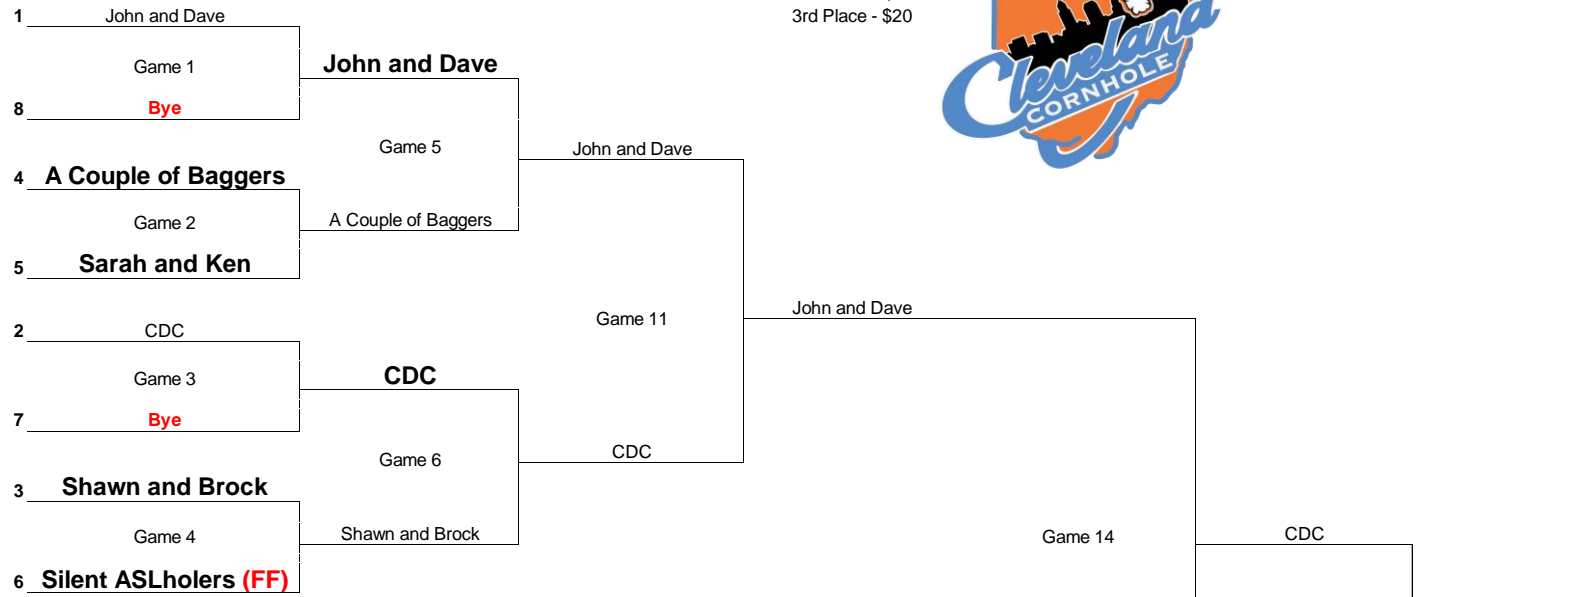 1 John and Dave
3rd Place - $20
Cleveland
CORNHOLE
Game 1
John and Dave
8 Bye
Game 5
John and Dave
4 A Couple of Baggers
Game 2
A Couple of Baggers
5 Sarah and Ken
Game 11
John and Dave
2 CDC
Game 3
CDC
7 Bye
Game 6
CDC
3 Shawn and Brock
Game 4
Shawn and Brock
Game 14
CDC
6 Silent ASLholers (FF)